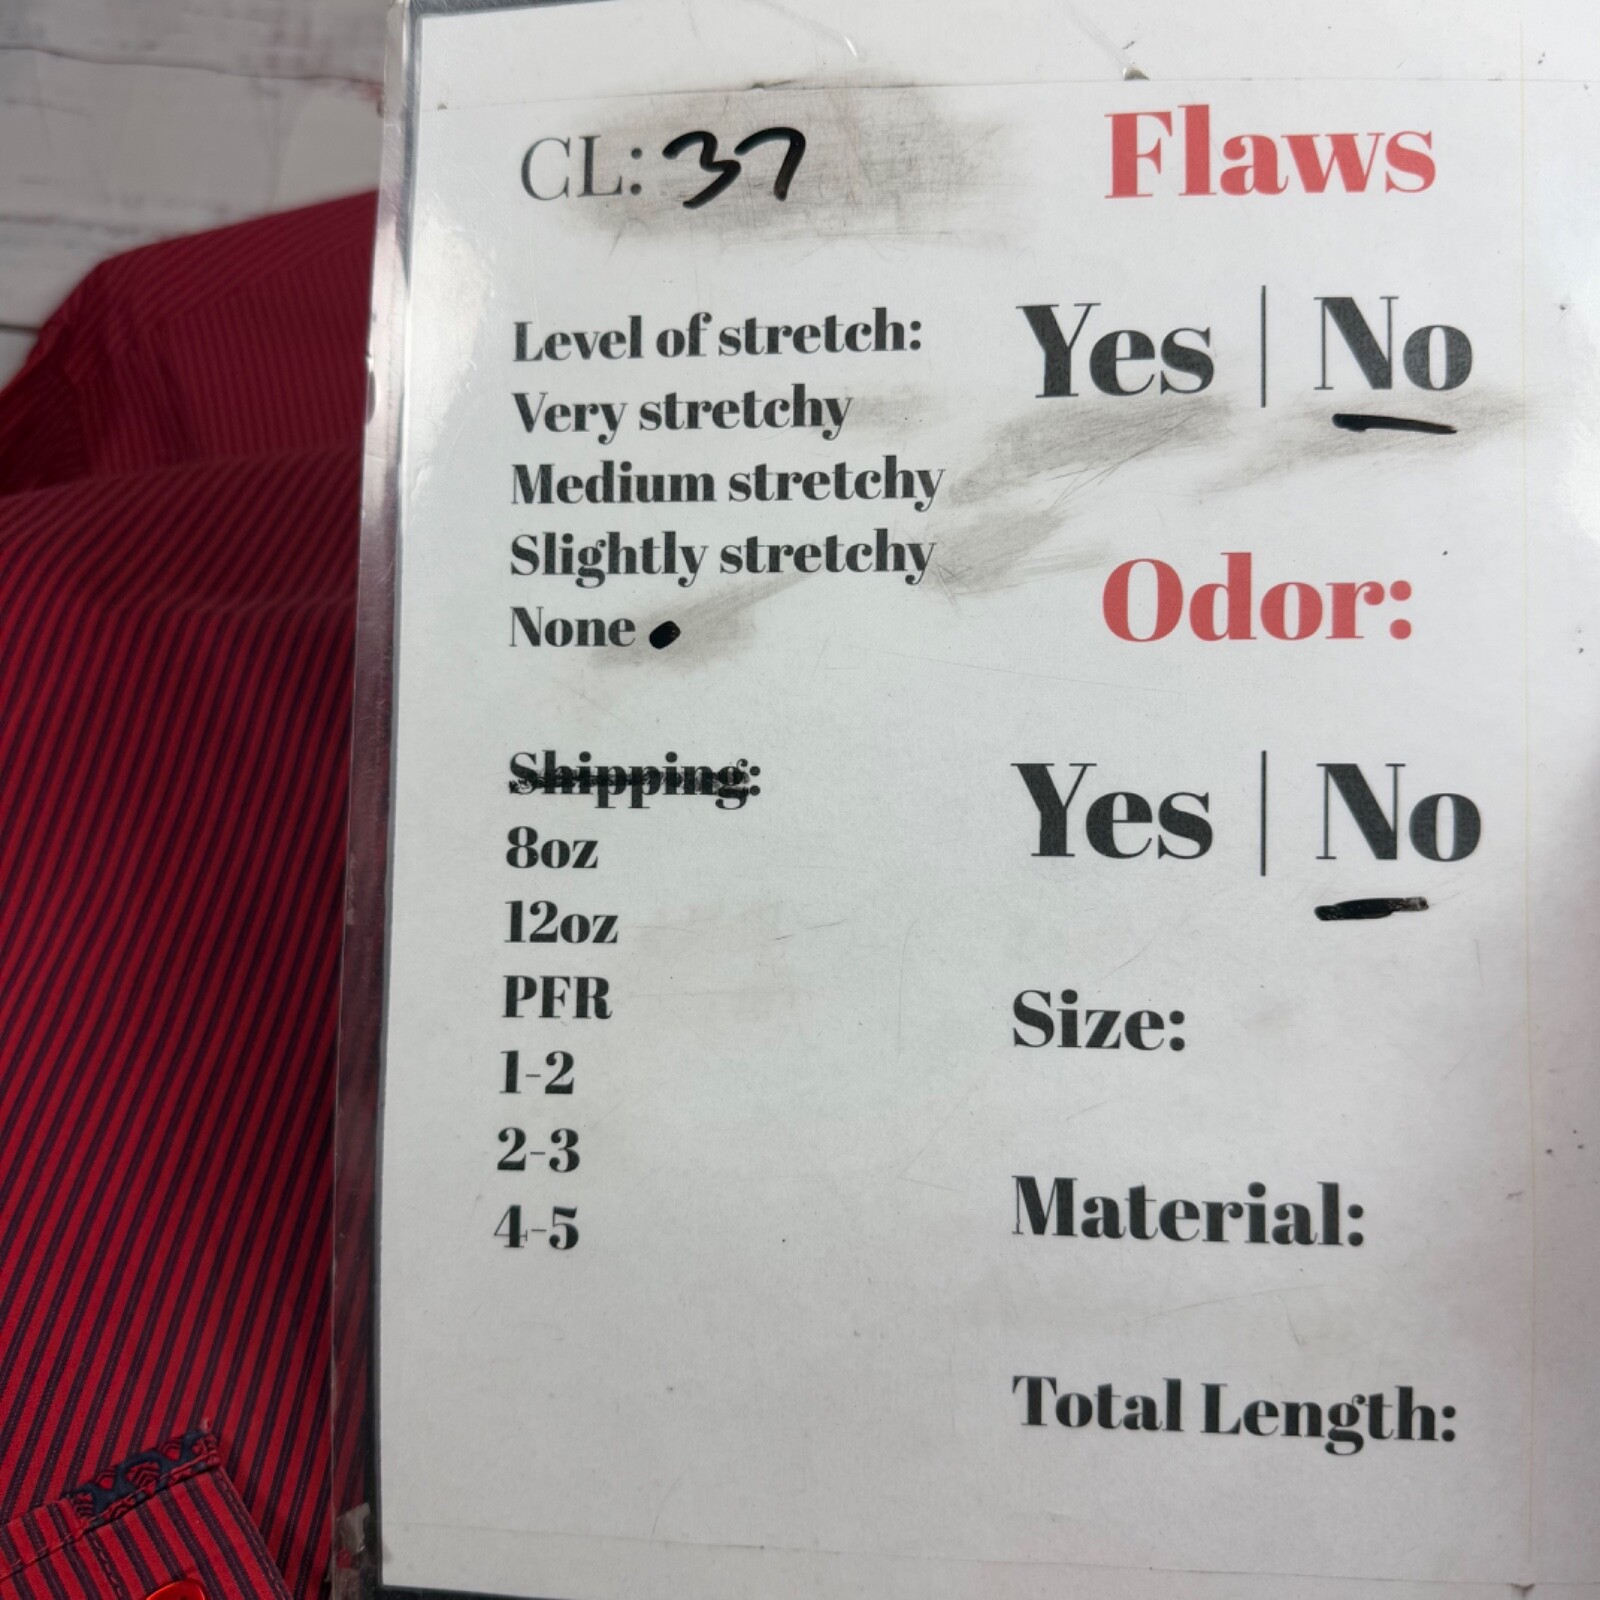 CL: 37
Level of stretch:
Very stretchy
Medium stretchy
Slightly stretchy
None
Shipping:
8oz
12oz
PFR
1-2
2-3
4-5
Flaws
Yes | No
Odor:
Yes | No
Size:
Material:
Total Length: